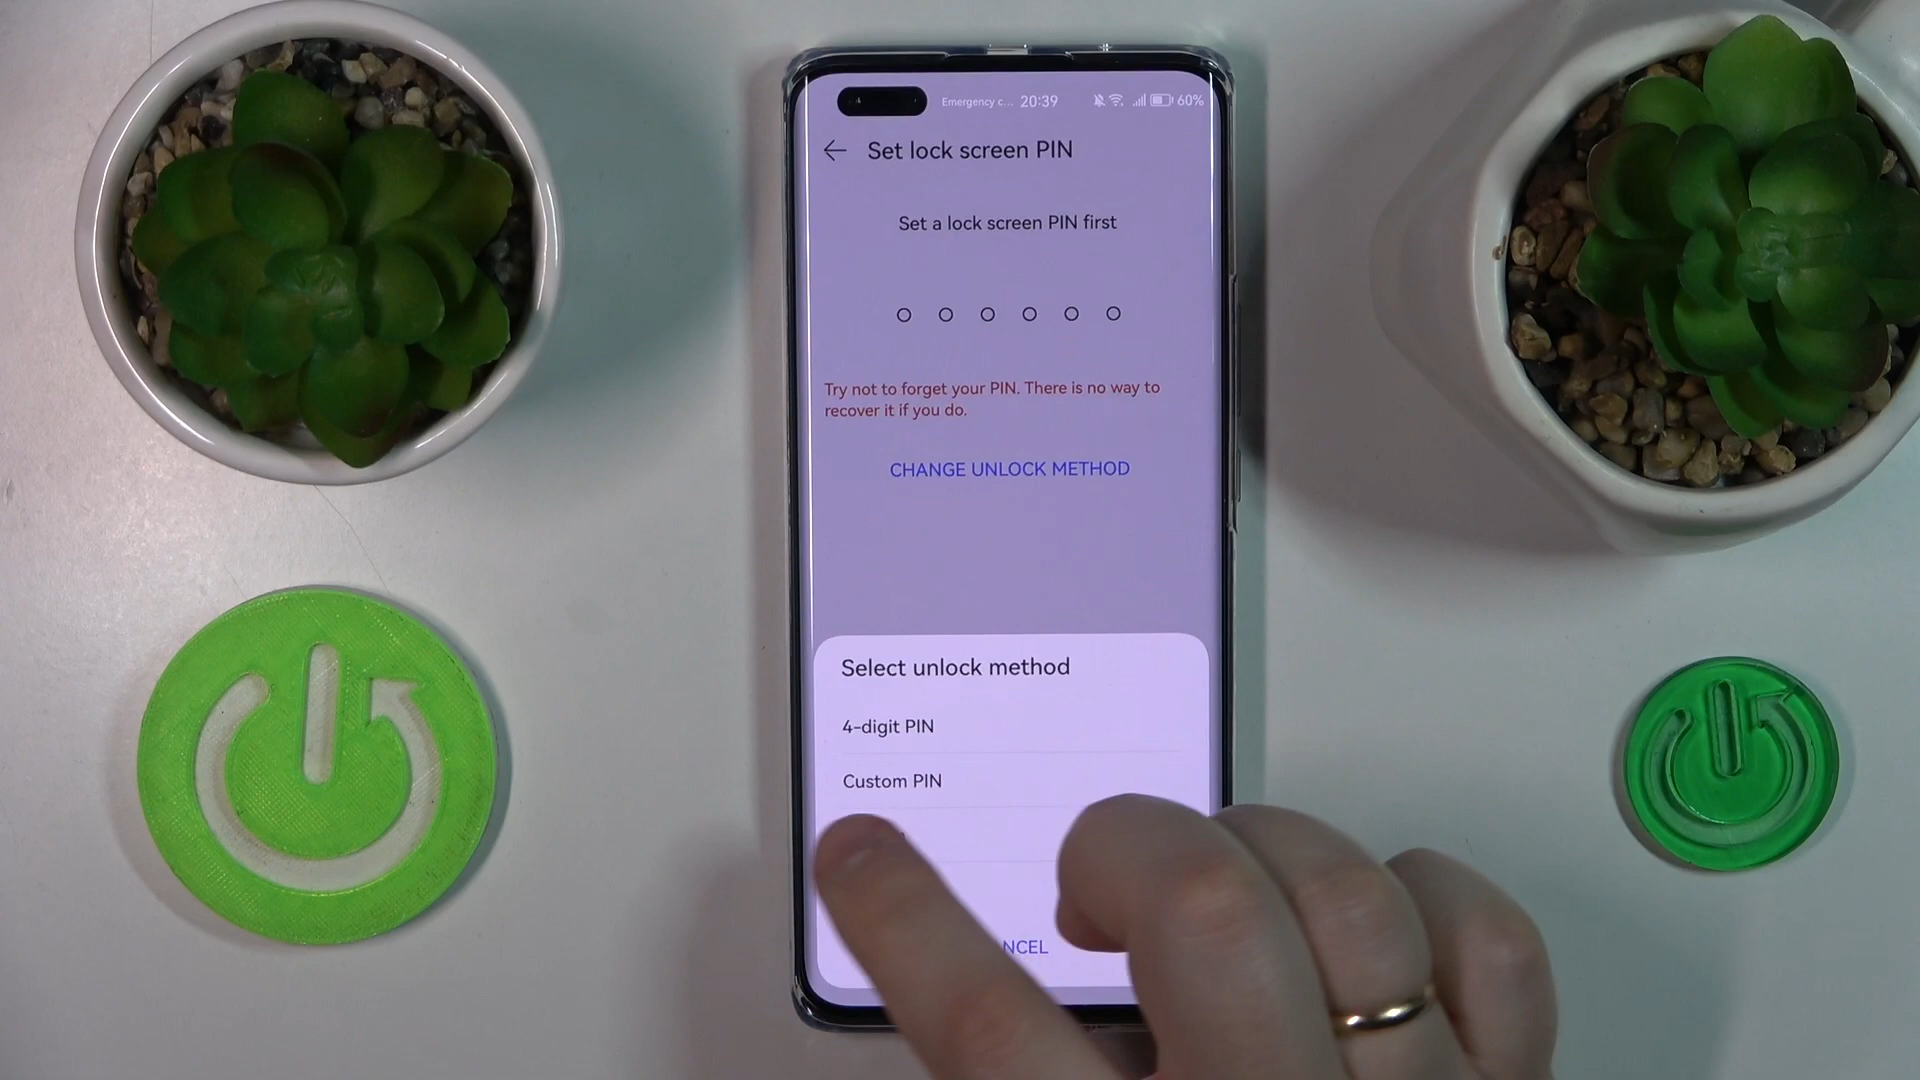 Emergency c... 20:39 60%
Set lock screen PIN
Set a lock screen PIN first
Try not to forget your PIN. There is no way to
recover it if you do.
CHANGE UNLOCK METHOD
Select unlock method
4-digit PIN
Custom PIN
NCEL